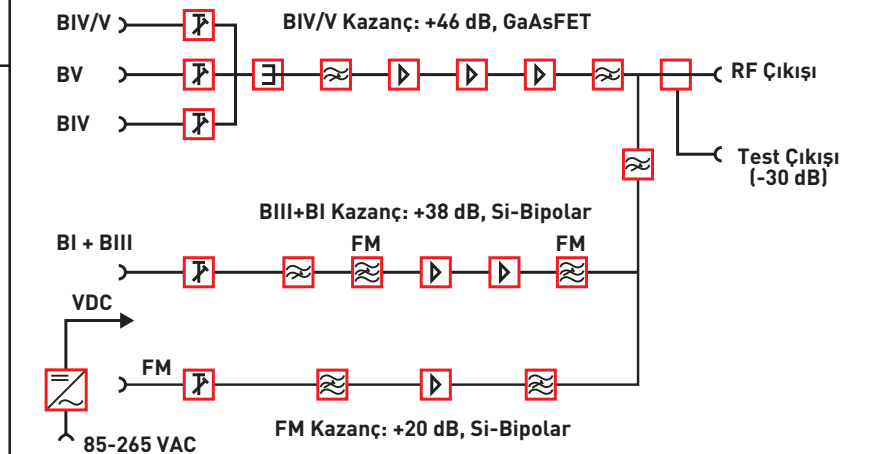 BIV/V
BIV/V Kazanç: +46 dB, GaAsFET
BV
RF Çıkışı
BIV
Test Çıkışı
(-30 dB)
BIII+BI Kazanç: +38 dB, Si-Bipolar
BI + BIII
FM
FM
VDC
FM
FM Kazanç: +20 dB, Si-Bipolar
85-265 VAC